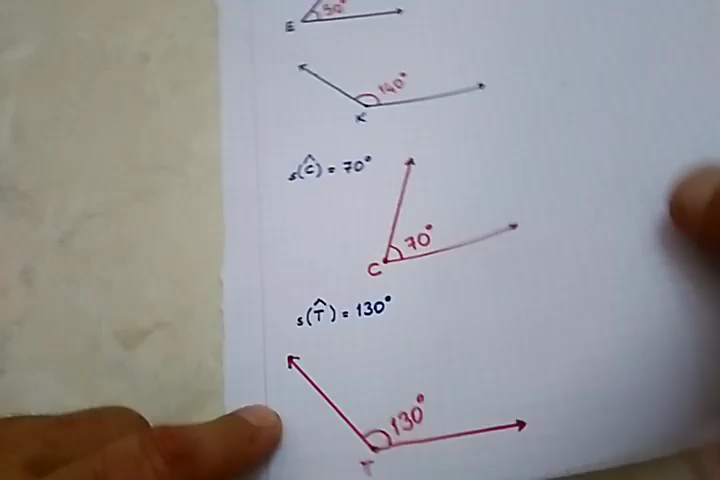 50°
E
140°
K
s(Ĉ) = 70°
70°
C
s(T̂) = 130°
130°
T